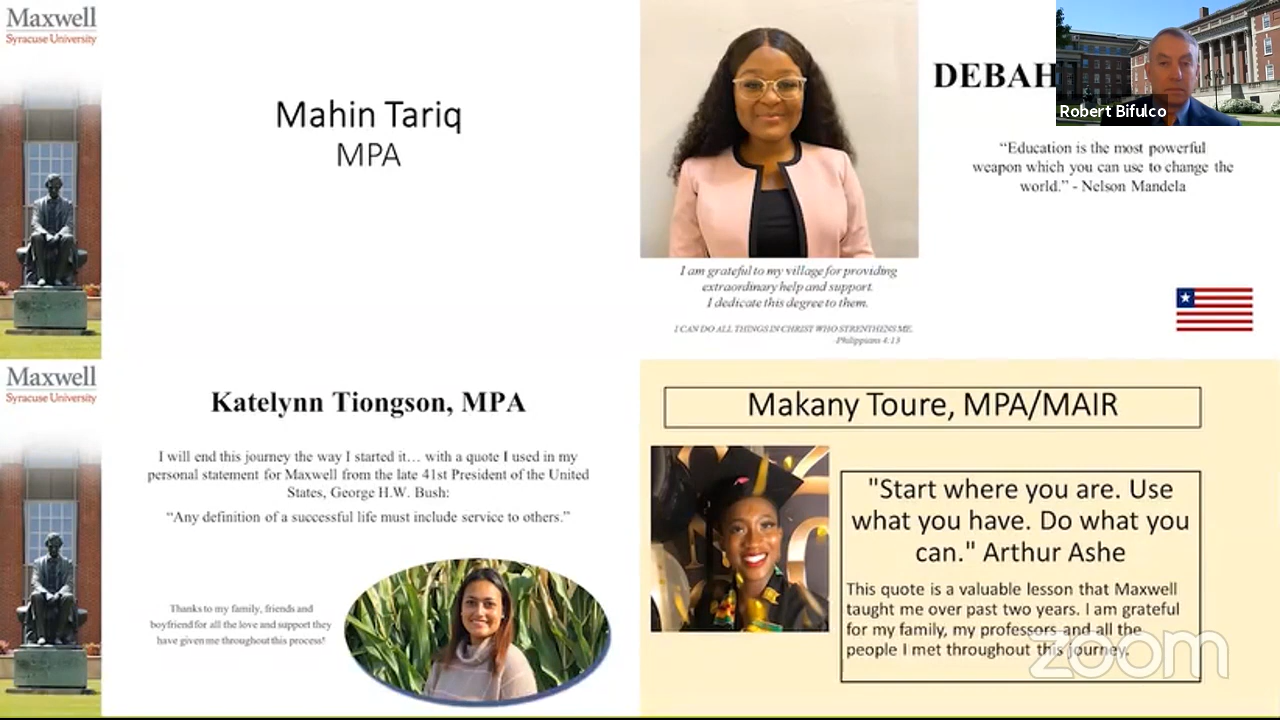 Maxwell
Syracuse University
Mahin Tariq
MPA
DEBAH
Robert Bifulco
“Education is the most powerful
weapon which you can use to change the
world.” - Nelson Mandela
I am grateful to my village for providing
extraordinary help and support.
I dedicate this degree to them.
I CAN DO ALL THINGS IN CHRIST WHO STRENTHENS ME.
-Philippians 4:13
Maxwell
Syracuse University
Katelynn Tiongson, MPA
I will end this journey the way I started it… with a quote I used in my
personal statement for Maxwell from the late 41st President of the United
States, George H.W. Bush:
“Any definition of a successful life must include service to others.”
Thanks to my family, friends and
boyfriend for all the love and support they
have given me throughout this process!
Makany Toure, MPA/MAIR
"Start where you are. Use
what you have. Do what you
can." Arthur Ashe
This quote is a valuable lesson that Maxwell
taught me over past two years. I am grateful
for my family, my professors and all the
people I met throughout this journey.
zoom